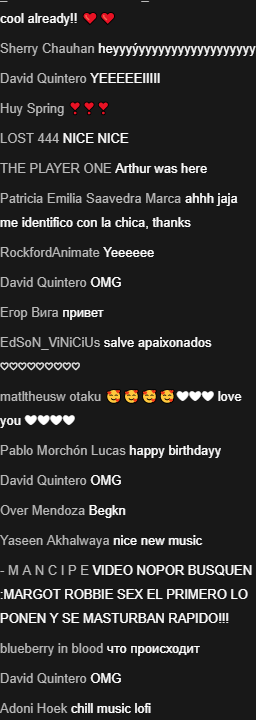 cool already!! ❤❤
Sherry Chauhan heyyyýyyyyyyyyyyyyyyyyyy
David Quintero YEEEEEIIIII
Huy Spring ❣❣❣
LOST 444 NICE NICE
THE PLAYER ONE Arthur was here
Patricia Emilia Saavedra Marca ahhh jaja
me identifico con la chica, thanks
RockfordAnimate Yeeeeee
David Quintero OMG
Егор Вига привет
EdSoN_ViNiCiUs salve apaixonados
♡♡♡♡♡♡♡♡♡
matltheusw otaku 🥰🥰🥰🥰🤍🤍🤍 love
you 🤍🤍🤍🤍
Pablo Morchón Lucas happy birthdayy
David Quintero OMG
Over Mendoza Begkn
Yaseen Akhalwaya nice new music
- M A N C I P E VIDEO NOPOR BUSQUEN
:MARGOT ROBBIE SEX EL PRIMERO LO
PONEN Y SE MASTURBAN RAPIDO!!!
blueberry in blood что происходит
David Quintero OMG
Adoni Hoek chill music lofi